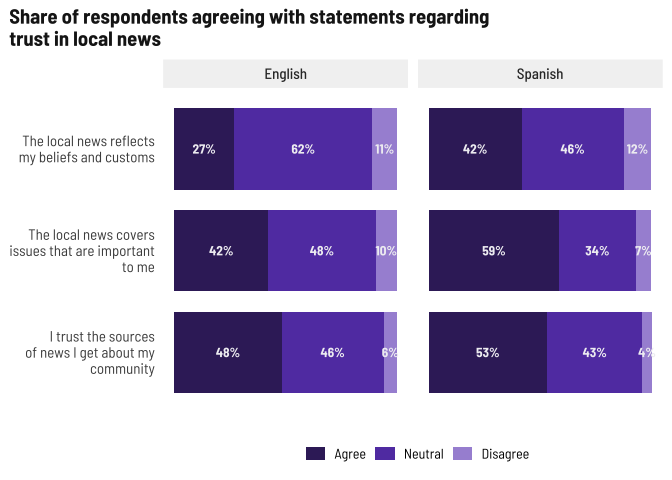 Share of respondents agreeing with statements regarding
trust in local news
English
Spanish
The local news reflects
my beliefs and customs
27%
62%
11%
42%
46%
12%
The local news covers
issues that are important
to me
42%
48%
10%
59%
34%
7%
I trust the sources
of news I get about my
community
48%
46%
6%
53%
43%
4%
Agree
Neutral
Disagree